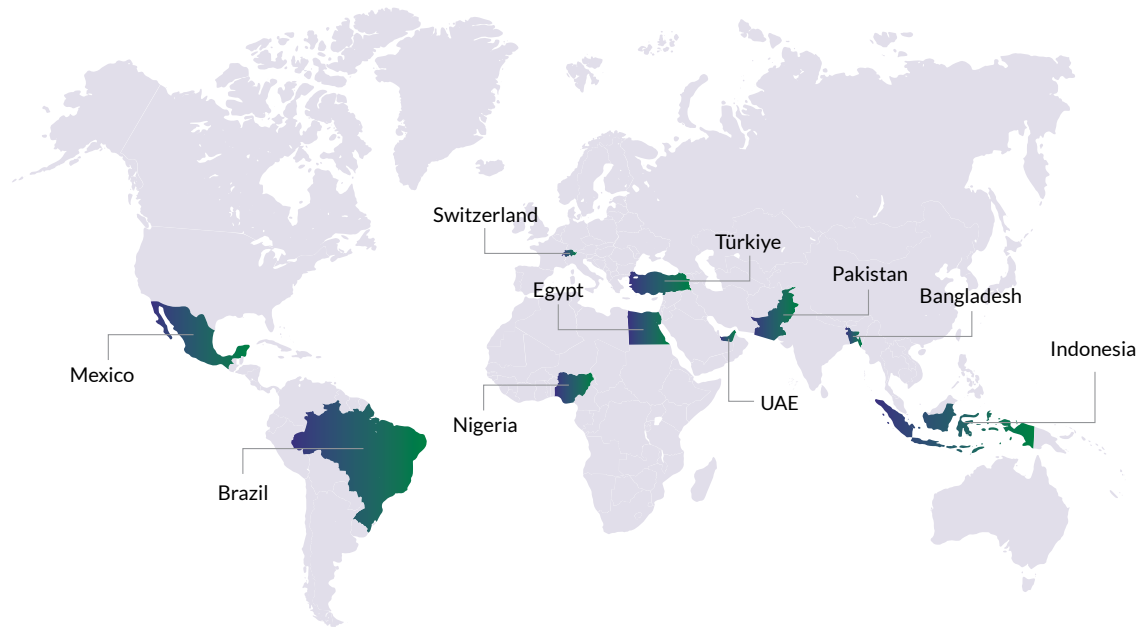 Switzerland
Türkiye
Pakistan
Egypt
Bangladesh
Indonesia
Mexico
UAE
Nigeria
Brazil